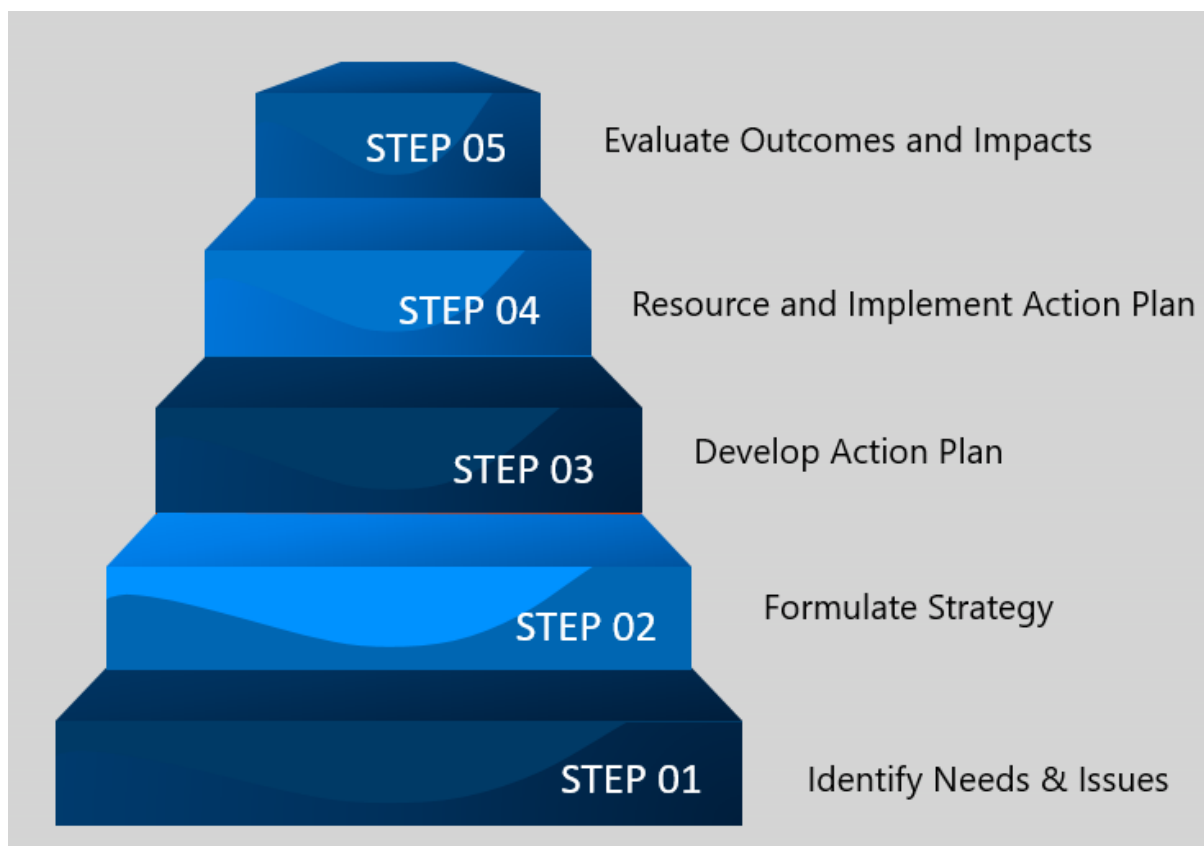 STEP 05 Evaluate Outcomes and Impacts
STEP 04 Resource and Implement Action Plan
STEP 03 Develop Action Plan
STEP 02 Formulate Strategy
STEP 01 Identify Needs & Issues